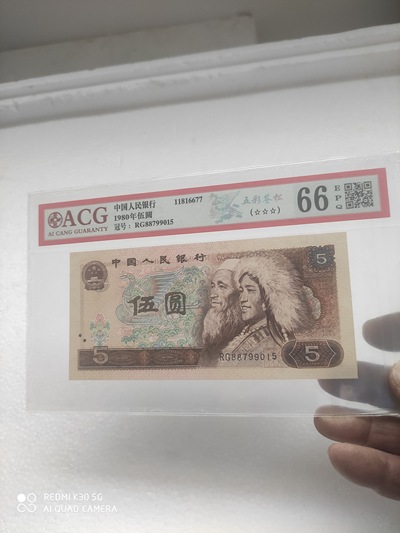 ACG
AI CANG GUARANTY
中国人民银行 11816677
1980年伍圆
冠号: RG88799015
五彩苍松
(☆☆☆)
66
EPQ
中国人民银行
5
伍圆
RG88799015
5
5
REDMI K30 5G
AI QUAD CAMERA